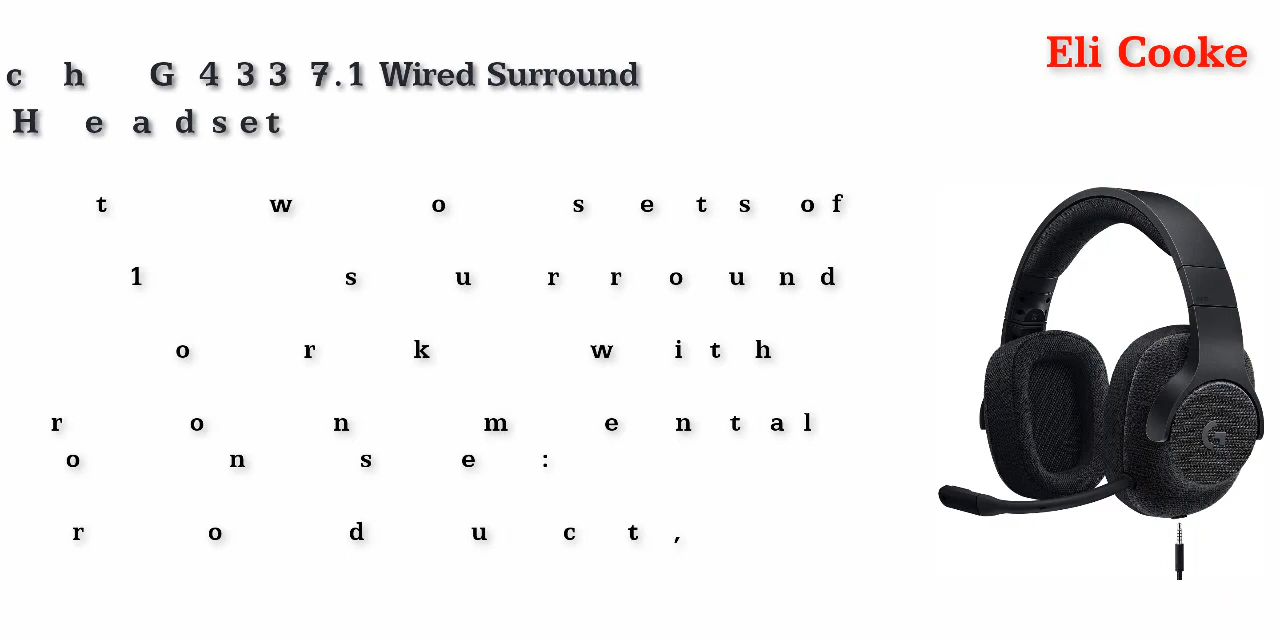 Eli Cooke
c h G 4 3 3 7.1 Wired Surround
H e a d s e t
t w o s e t s o f
1 s u r r o u n d
o r k w i t h
r o n m e n t a l
o n s e :
r o d u c t ,